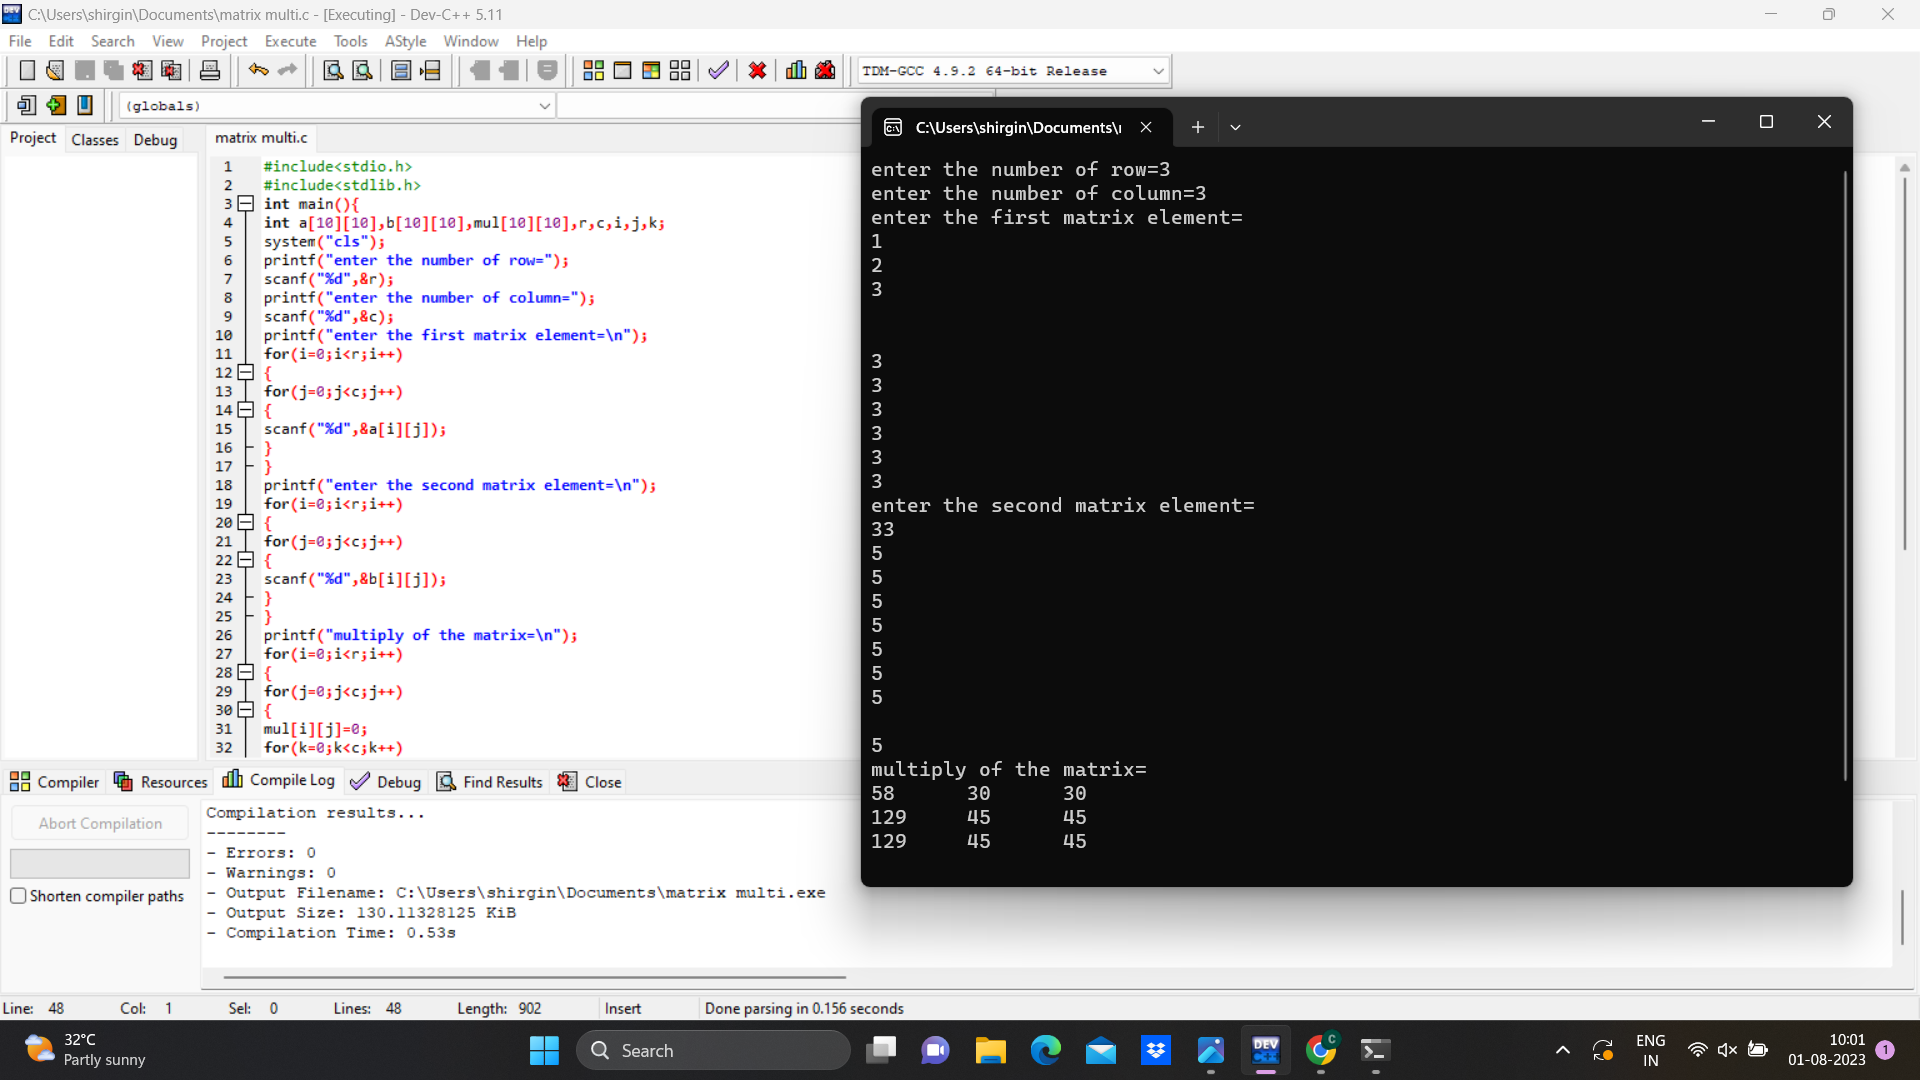 C:\Users\shirgin\Documents\matrix multi.c - [Executing] - Dev-C++ 5.11
File Edit Search View Project Execute Tools AStyle Window Help
TDM-GCC 4.9.2 64-bit Release
(globals)
Project Classes Debug
matrix multi.c
1 #include<stdio.h>
2 #include<stdlib.h>
3 int main(){
4 int a[10][10],b[10][10],mul[10][10],r,c,i,j,k;
5 system("cls");
6 printf("enter the number of row=");
7 scanf("%d",&r);
8 printf("enter the number of column=");
9 scanf("%d",&c);
10 printf("enter the first matrix element=\n");
11 for(i=0;i<r;i++)
12 {
13 for(j=0;j<c;j++)
14 {
15 scanf("%d",&a[i][j]);
16 }
17 }
18 printf("enter the second matrix element=\n");
19 for(i=0;i<r;i++)
20 {
21 for(j=0;j<c;j++)
22 {
23 scanf("%d",&b[i][j]);
24 }
25 }
26 printf("multiply of the matrix=\n");
27 for(i=0;i<r;i++)
28 {
29 for(j=0;j<c;j++)
30 {
31 mul[i][j]=0;
32 for(k=0;k<c;k++)
C:\Users\shirgin\Documents\
enter the number of row=3
enter the number of column=3
enter the first matrix element=
1
2
3
3
3
3
3
3
3
enter the second matrix element=
33
5
5
5
5
5
5
5
5
multiply of the matrix=
58 30 30
129 45 45
129 45 45
Compiler Resources Compile Log Debug Find Results Close
Abort Compilation
Shorten compiler paths
Compilation results...
--------
- Errors: 0
- Warnings: 0
- Output Filename: C:\Users\shirgin\Documents\matrix multi.exe
- Output Size: 130.11328125 KiB
- Compilation Time: 0.53s
Line: 48 Col: 1 Sel: 0 Lines: 48 Length: 902 Insert Done parsing in 0.156 seconds
32°C
Partly sunny
Search
DEV
C++
C
ENG
IN
10:01
01-08-2023
1